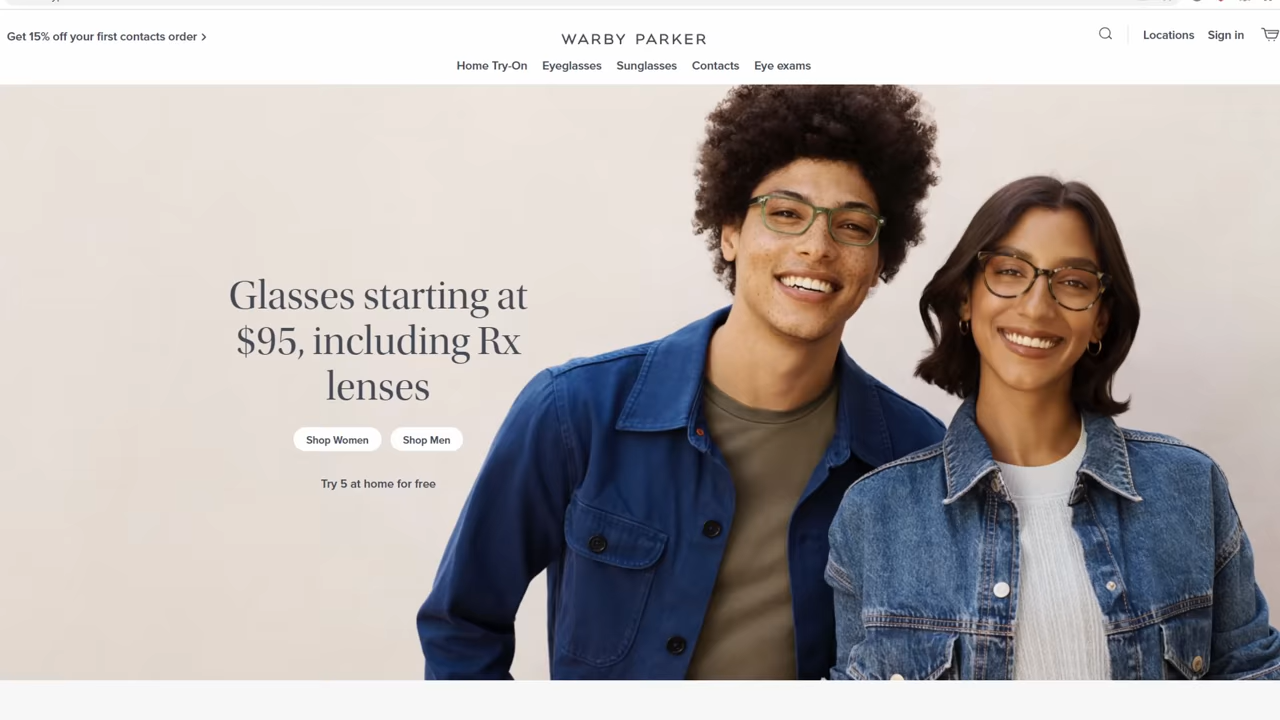 Get 15% off your first contacts order
WARBY PARKER
Locations
Sign in
Home Try-On
Eyeglasses
Sunglasses
Contacts
Eye exams
Glasses starting at
$95, including Rx
lenses
Shop Women
Shop Men
Try 5 at home for free